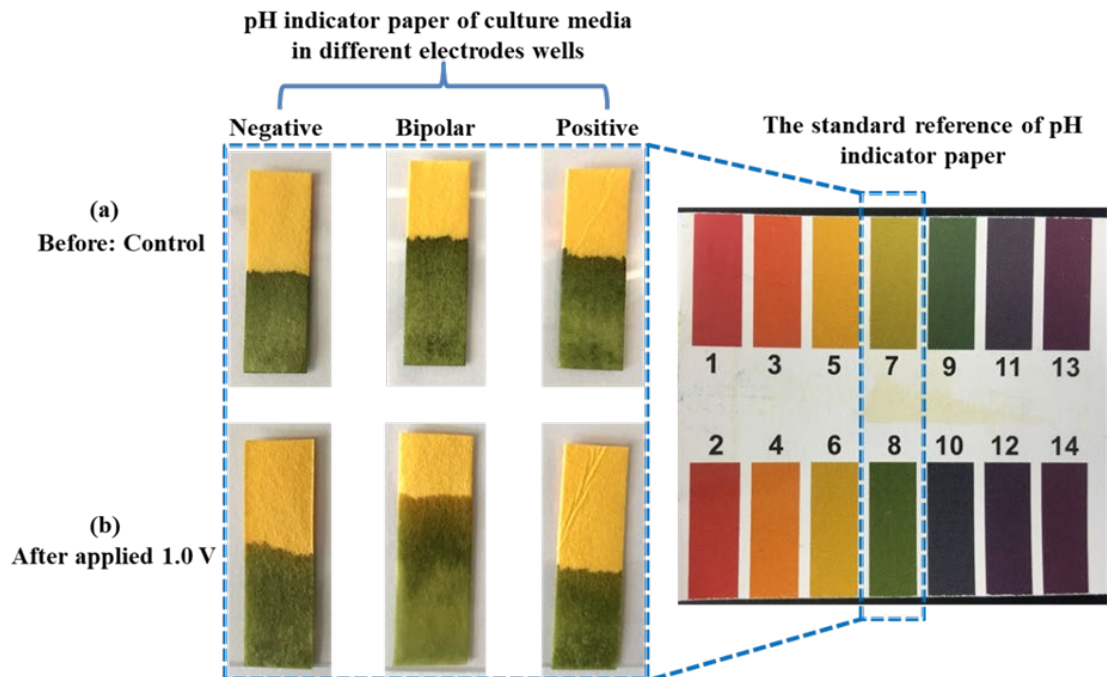 pH indicator paper of culture media
in different electrodes wells
Negative
Bipolar
Positive
The standard reference of pH
indicator paper
(a)
Before: Control
1 3 5 7 9 11 13
2 4 6 8 10 12 14
(b)
After applied 1.0 V